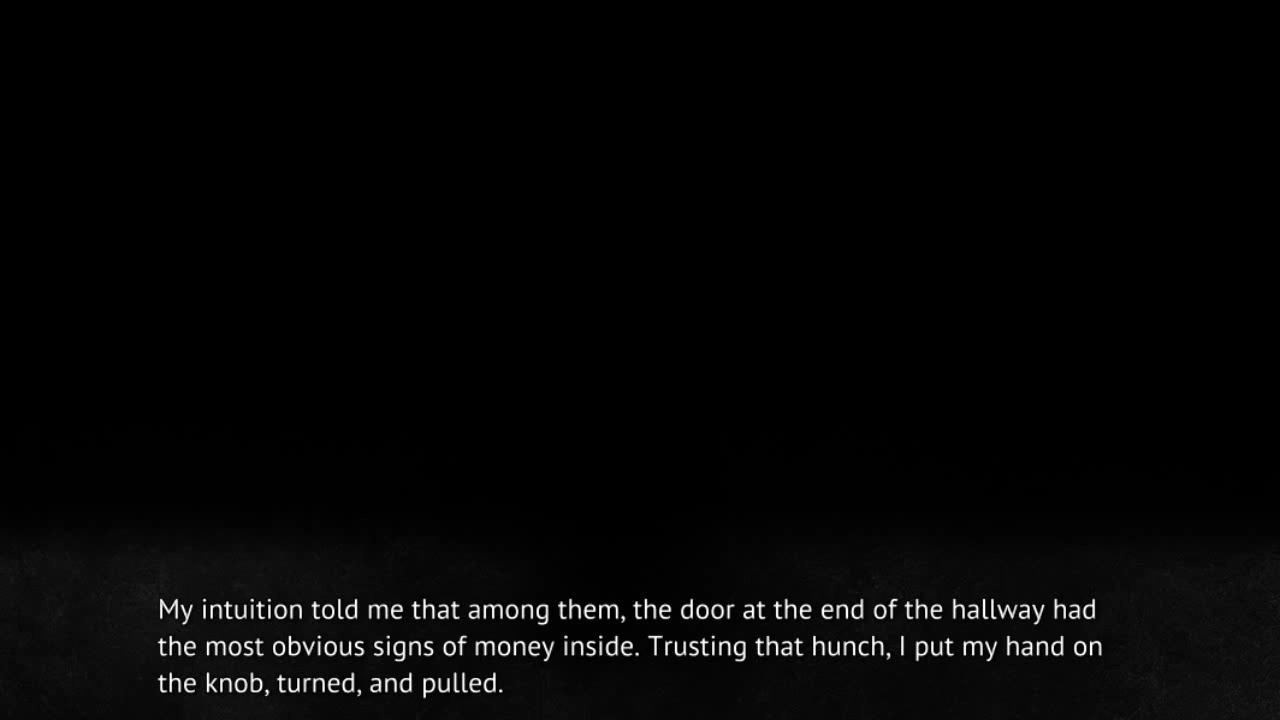 My intuition told me that among them, the door at the end of the hallway had
the most obvious signs of money inside. Trusting that hunch, I put my hand on
the knob, turned, and pulled.